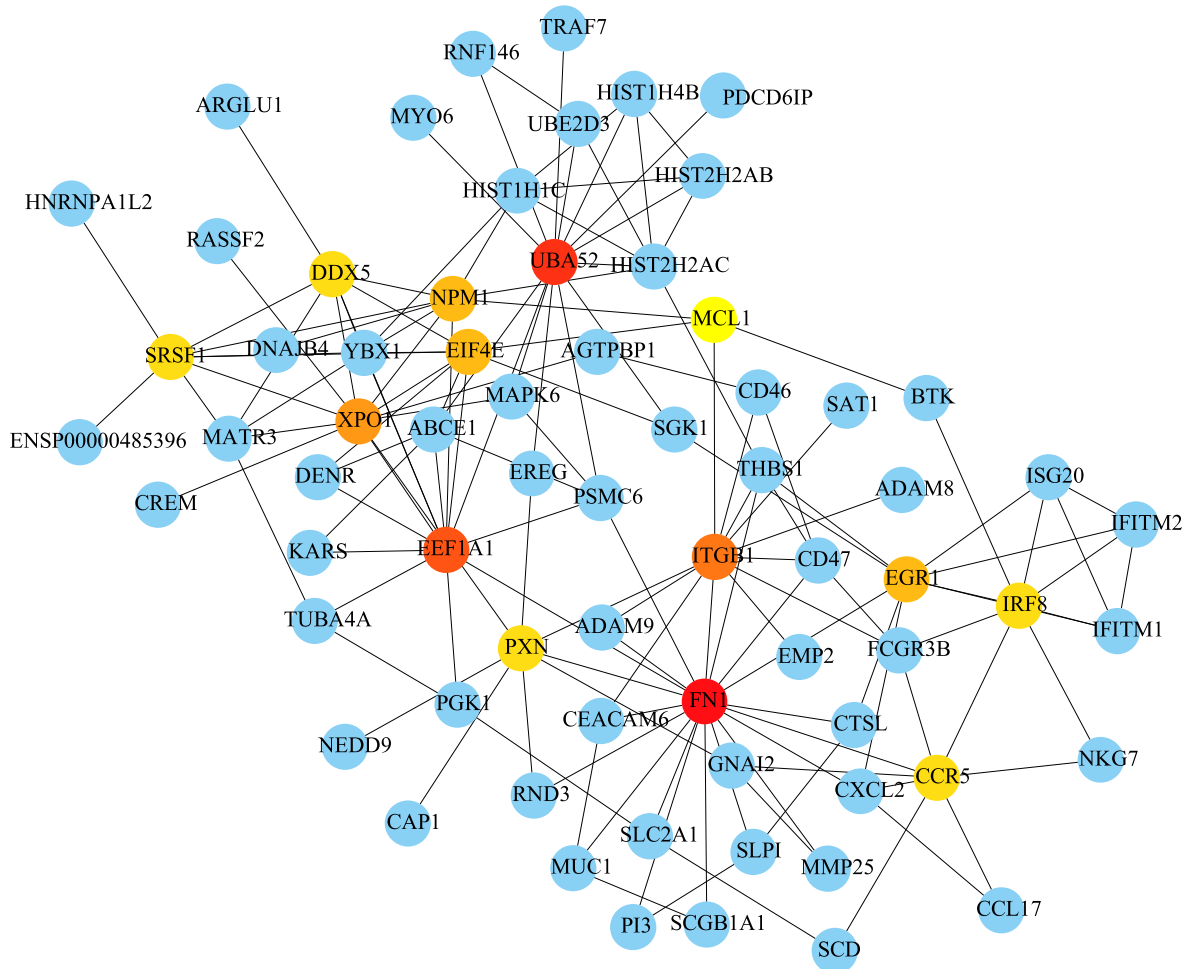 TRAF7
RNF146
HIST1H4B
PDCD6IP
ARGLU1
MYO6
UBE2D3
HIST2H2AB
HIST1H1C
HNRNPA1L2
RASSF2
UBA52
HIST2H2AC
DDX5
NPM1
MCL1
SRSF1
DNAJB4
YBX1
EIF4E
AGTPBP1
CD46
MAPK6
SAT1
BTK
XPO1
ABCE1
SGK1
ENSP00000485396
MATR3
DENR
EREG
THBS1
PSMC6
ADAM8
ISG20
CREM
IFITM2
KARS
EEF1A1
ITGB1
CD47
EGR1
IRF8
TUBA4A
ADAM9
IFITM1
PXN
EMP2
FCGR3B
PGK1
FN1
CEACAM6
CTSL
NEDD9
GNAI2
NKG7
RND3
CXCL2
CCR5
CAP1
SLC2A1
SLPI
MUC1
MMP25
CCL17
PI3
SCGB1A1
SCD